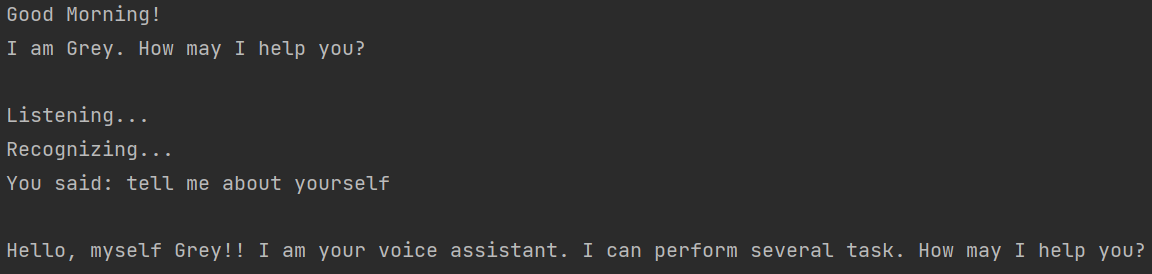 Good Morning!
I am Grey. How may I help you?
Listening...
Recognizing...
You said: tell me about yourself
Hello, myself Grey!! I am your voice assistant. I can perform several task. How may I help you?